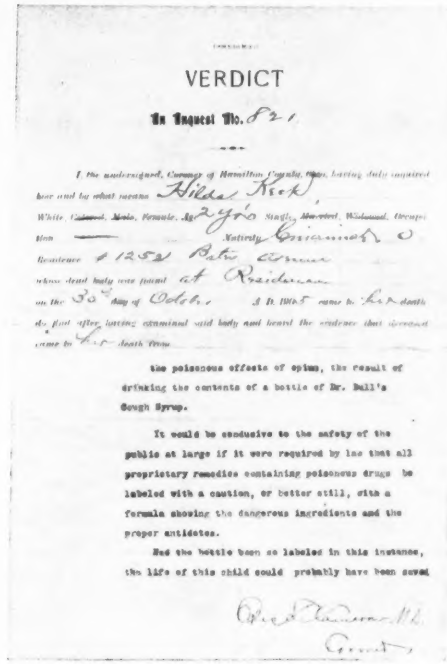 VERDICT
In Inquest No. 821
I the undersigned, Coroner of Hamilton County, Ohio, having duly inquired
how and by what means Hilda Keck
White, Colored, Male, Female, Age 2 yrs Single, Married, Widowed, Occupa
tion — Nativity Cincinnati O
Residence # 1252 Bates Avenue
whose dead body was found at Residence
on the 30th day of October A. D. 1905 came to her death
do find after having examined said body and heard the evidence that deceased
came to her death from
the poisonous effects of opium, the result of
drinking the contents of a bottle of Dr. Bull's
Cough Syrup.
It would be conducive to the safety of the
public at large if it were required by law that all
proprietary remedies containing poisonous drugs be
labeled with a caution, or better still, with a
formula showing the dangerous ingredients and the
proper antidotes.
Had the bottle been so labeled in this instance,
the life of this child could probably have been saved
M.D.
Coroner